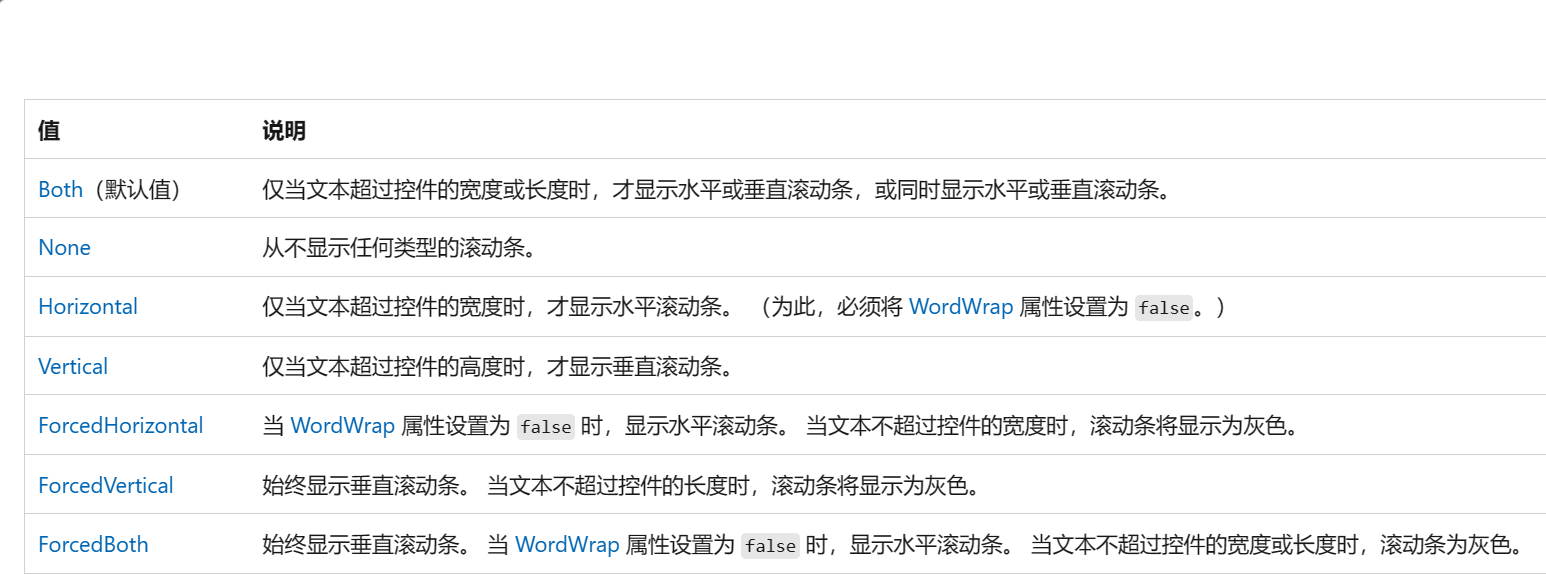 值 说明
Both（默认值） 仅当文本超过控件的宽度或长度时，才显示水平或垂直滚动条，或同时显示水平或垂直滚动条。
None 从不显示任何类型的滚动条。
Horizontal 仅当文本超过控件的宽度时，才显示水平滚动条。 （为此，必须将 WordWrap 属性设置为 false。）
Vertical 仅当文本超过控件的高度时，才显示垂直滚动条。
ForcedHorizontal 当 WordWrap 属性设置为 false 时，显示水平滚动条。 当文本不超过控件的宽度时，滚动条将显示为灰色。
ForcedVertical 始终显示垂直滚动条。 当文本不超过控件的长度时，滚动条将显示为灰色。
ForcedBoth 始终显示垂直滚动条。 当 WordWrap 属性设置为 false 时，显示水平滚动条。 当文本不超过控件的宽度或长度时，滚动条为灰色。